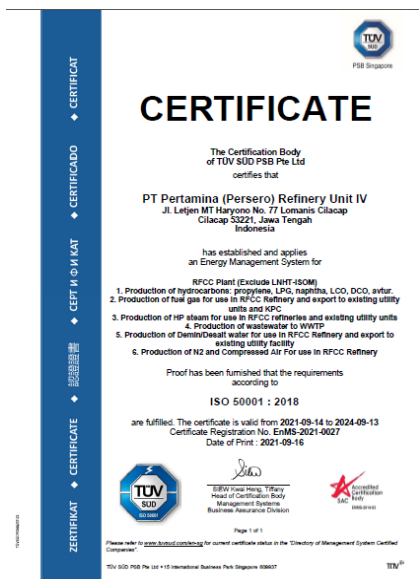 TÜV
SÜD
PSB Singapore
CERTIFICATE
The Certification Body
of TÜV SÜD PSB Pte Ltd
certifies that
PT Pertamina (Persero) Refinery Unit IV
Jl. Letjen MT Haryono No. 77 Lomanis Cilacap
Cilacap 53221, Jawa Tengah
Indonesia
has established and applies
an Energy Management System for
RFCC Plant (Exclude LNHT-ISOM)
1. Production of hydrocarbons: propylene, LPG, naphtha, LCO, DCO, avtur.
2. Production of fuel gas for use in RFCC Refinery and export to existing utility
units and KPC
3. Production of HP steam for use in RFCC refineries and existing utility units
4. Production of wastewater to WWTP
5. Production of Demin/Desalt water for use in RFCC Refinery and export to
existing utility facility
6. Production of N2 and Compressed Air For use in RFCC Refinery
Proof has been furnished that the requirements
according to
ISO 50001 : 2018
are fulfilled. The certificate is valid from 2021-09-14 to 2024-09-13
Certificate Registration No. EnMS-2021-0027
Date of Print : 2021-09-16
TÜV
SÜD
ISO 50001
SIEW Kwai Heng, Tiffany
Head of Certification Body
Management Systems
Business Assurance Division
SAC
Accredited
Certification
Body
Page 1 of 1
Please refer to www.tuvsud.com/en-sg for current certificate status in the "Directory of Management System Certified
Companies".
TÜV SÜD PSB Pte Ltd • 15 International Business Park Singapore 609937
TÜV®
ZERTIFIKAT ◆ CERTIFICATE ◆ 認證證書 ◆ СЕРТИФИКАТ ◆ CERTIFICADO ◆ CERTIFICAT